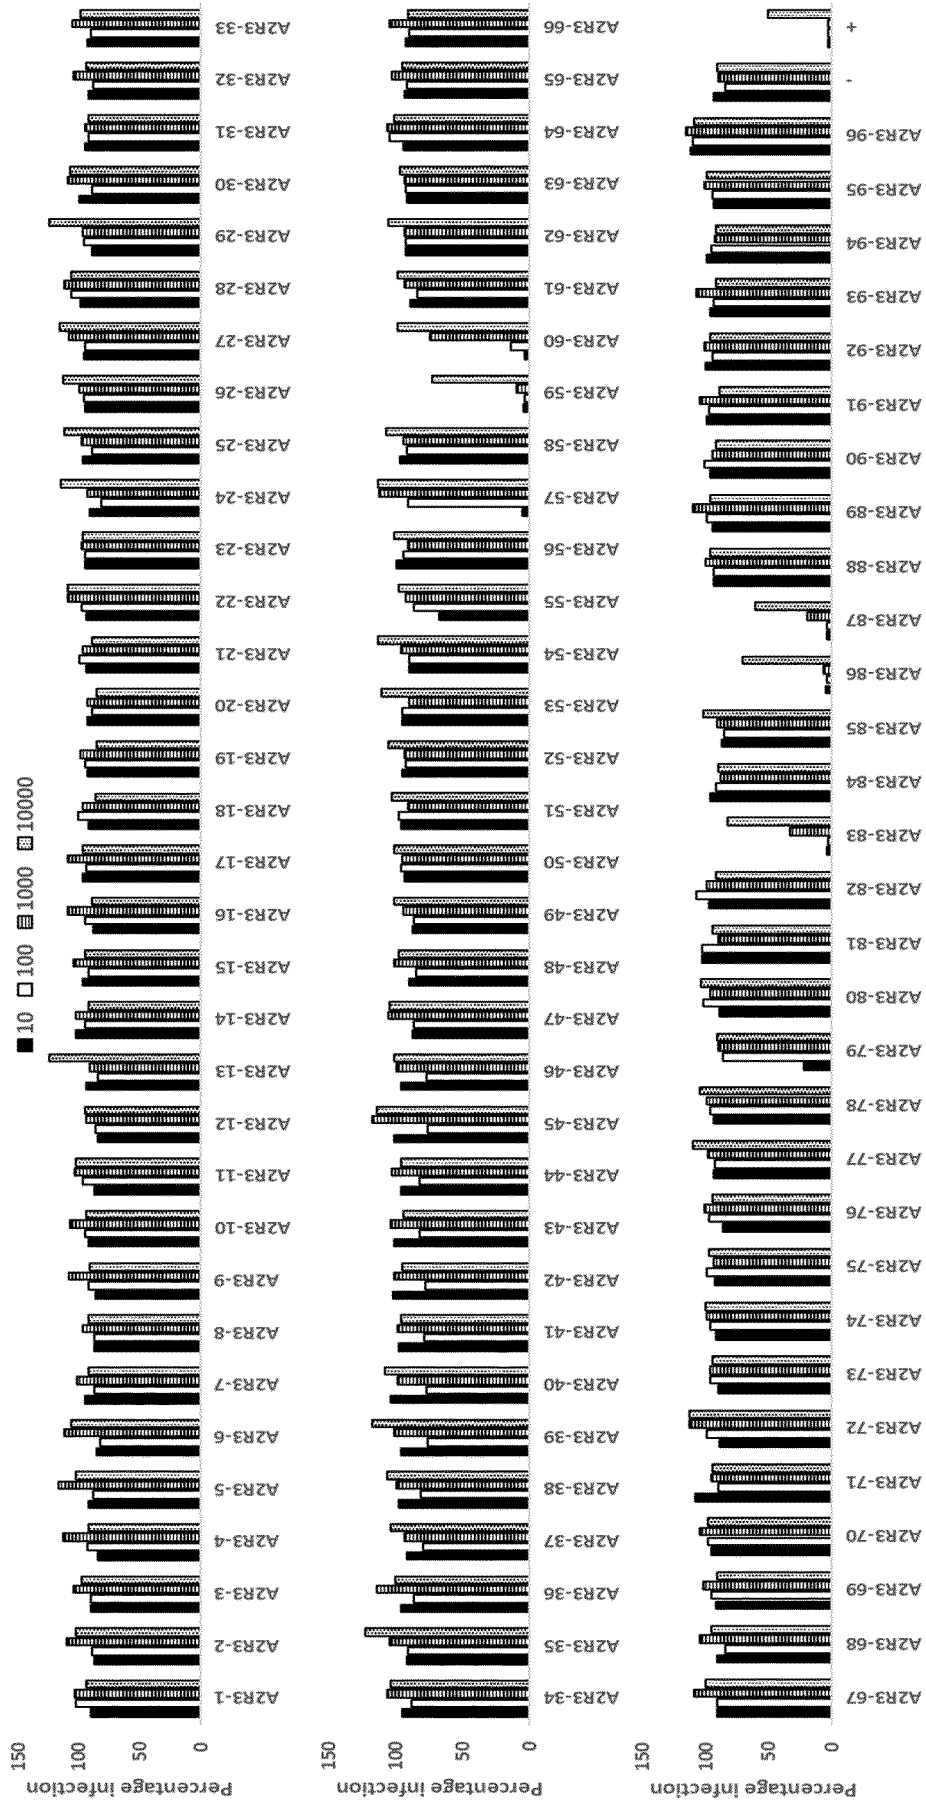 ■ 10 □ 100 ▥ 1000 ▒ 10000
Percentage infection
150
100
50
0
A2R3-1 A2R3-2 A2R3-3 A2R3-4 A2R3-5 A2R3-6 A2R3-7 A2R3-8 A2R3-9 A2R3-10 A2R3-11 A2R3-12 A2R3-13 A2R3-14 A2R3-15 A2R3-16 A2R3-17 A2R3-18 A2R3-19 A2R3-20 A2R3-21 A2R3-22 A2R3-23 A2R3-24 A2R3-25 A2R3-26 A2R3-27 A2R3-28 A2R3-29 A2R3-30 A2R3-31 A2R3-32 A2R3-33
Percentage infection
150
100
50
0
A2R3-34 A2R3-35 A2R3-36 A2R3-37 A2R3-38 A2R3-39 A2R3-40 A2R3-41 A2R3-42 A2R3-43 A2R3-44 A2R3-45 A2R3-46 A2R3-47 A2R3-48 A2R3-49 A2R3-50 A2R3-51 A2R3-52 A2R3-53 A2R3-54 A2R3-55 A2R3-56 A2R3-57 A2R3-58 A2R3-59 A2R3-60 A2R3-61 A2R3-62 A2R3-63 A2R3-64 A2R3-65 A2R3-66
Percentage infection
150
100
50
0
A2R3-67 A2R3-68 A2R3-69 A2R3-70 A2R3-71 A2R3-72 A2R3-73 A2R3-74 A2R3-75 A2R3-76 A2R3-77 A2R3-78 A2R3-79 A2R3-80 A2R3-81 A2R3-82 A2R3-83 A2R3-84 A2R3-85 A2R3-86 A2R3-87 A2R3-88 A2R3-89 A2R3-90 A2R3-91 A2R3-92 A2R3-93 A2R3-94 A2R3-95 A2R3-96 - +